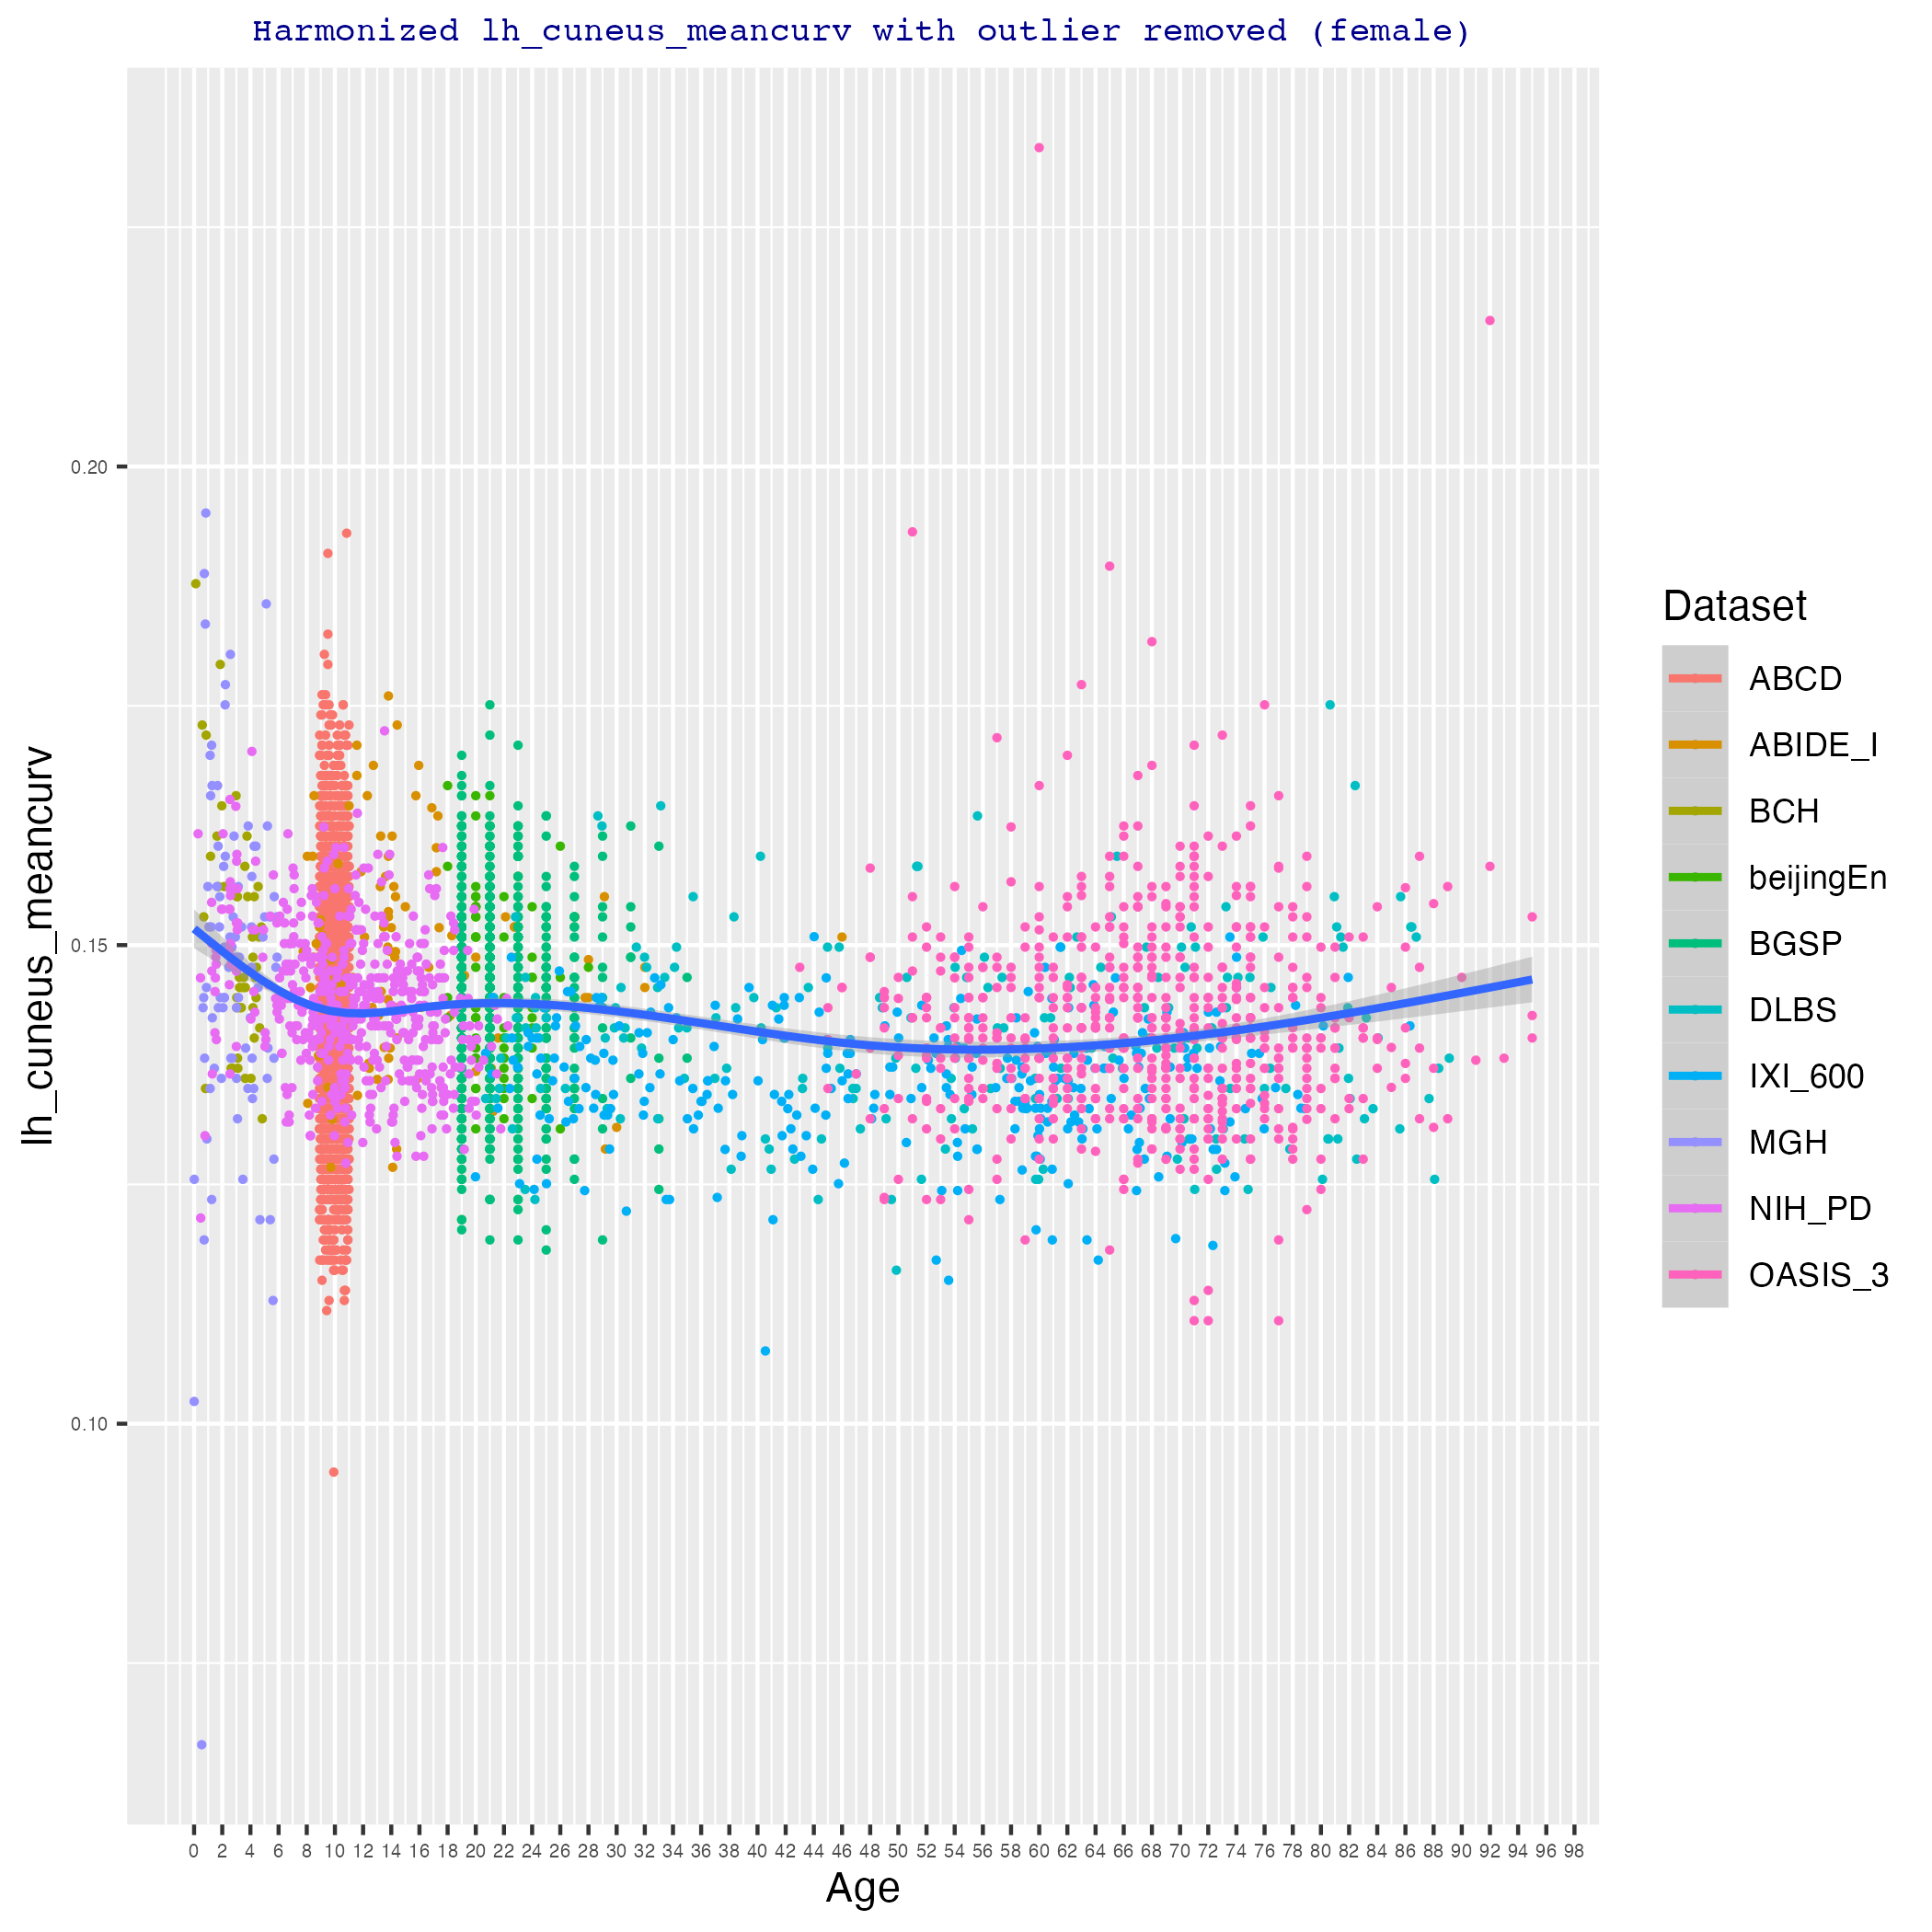 Harmonized lh_cuneus_meancurv with outlier removed (female)
lh_cuneus_meancurv
0.20
0.15
0.10
0 2 4 6 8 10 12 14 16 18 20 22 24 26 28 30 32 34 36 38 40 42 44 46 48 50 52 54 56 58 60 62 64 66 68 70 72 74 76 78 80 82 84 86 88 90 92 94 96 98
Age
Dataset
ABCD
ABIDE_I
BCH
beijingEn
BGSP
DLBS
IXI_600
MGH
NIH_PD
OASIS_3